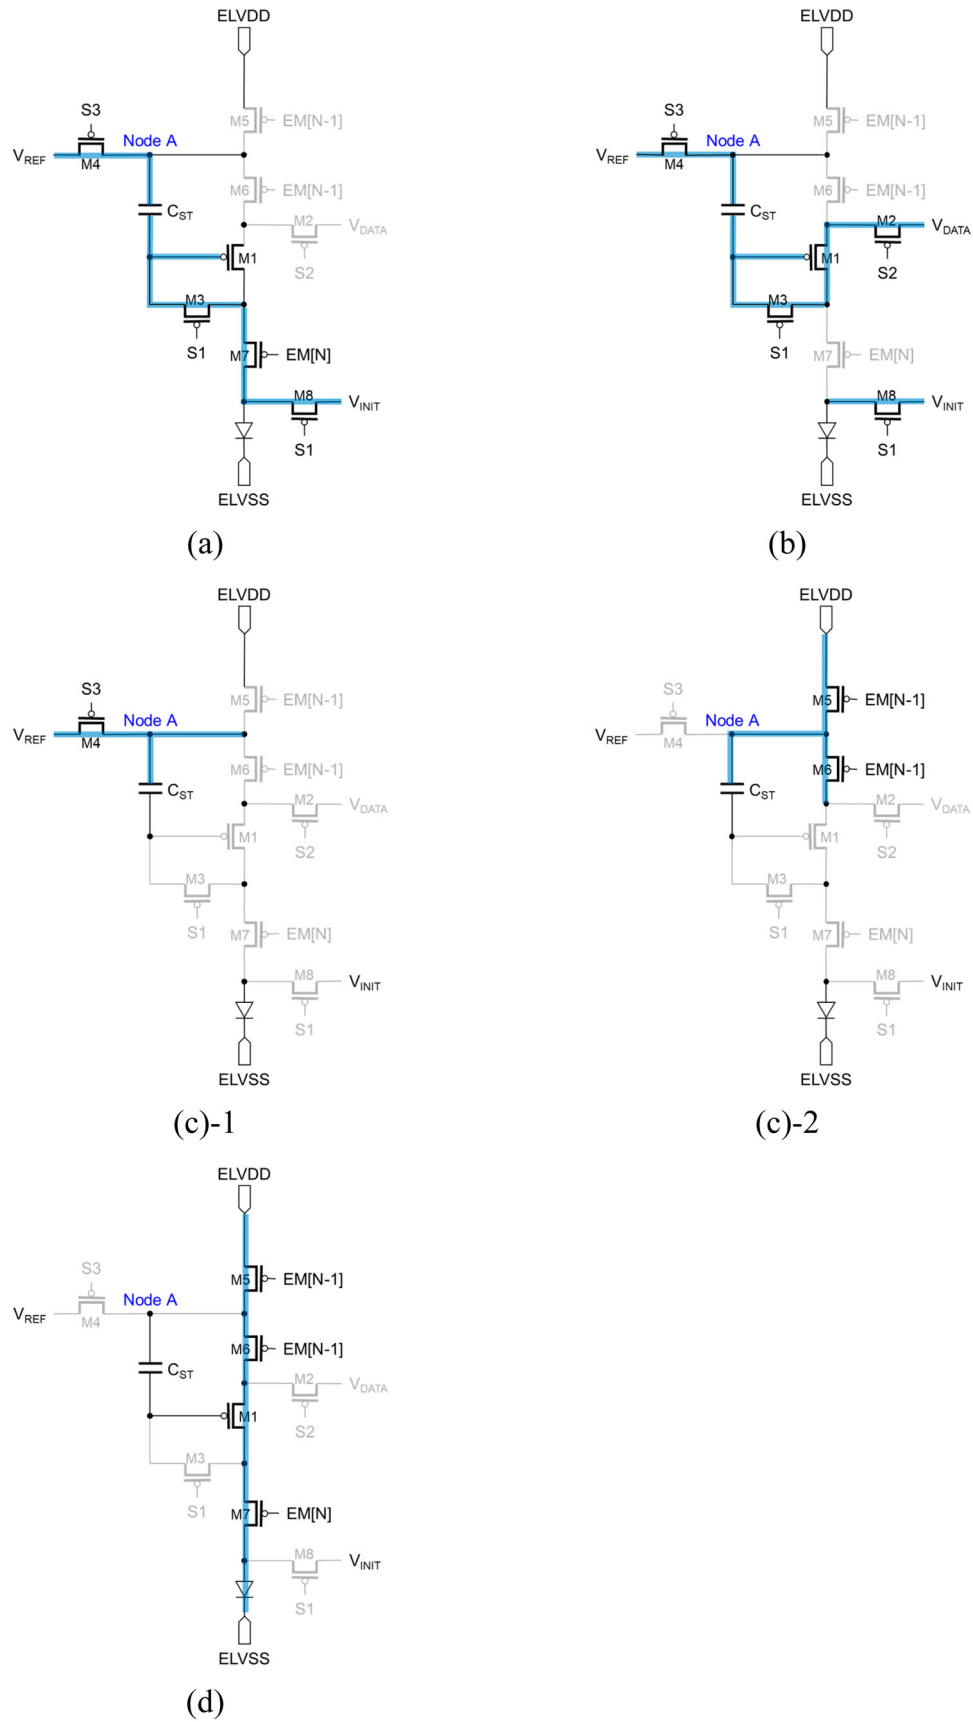 ELVDD
M5 EM[N-1]
S3
Node A
VREF
M4
M6 EM[N-1]
CST
M2
VDATA
M1
S2
M3
S1
M7 EM[N]
M8
VINIT
S1
ELVSS
(a)
ELVDD
M5 EM[N-1]
S3
Node A
VREF
M4
M6 EM[N-1]
CST
M2
VDATA
M1
S2
M3
S1
M7 EM[N]
M8
VINIT
S1
ELVSS
(b)
ELVDD
S3
M5 EM[N-1]
Node A
VREF
M4
M6 EM[N-1]
CST
M2
VDATA
M1
S2
M3
S1
M7 EM[N]
M8
VINIT
S1
ELVSS
(c)-1
ELVDD
S3
M5 EM[N-1]
Node A
VREF
M4
M6 EM[N-1]
CST
M2
VDATA
M1
S2
M3
S1
M7 EM[N]
M8
VINIT
S1
ELVSS
(c)-2
ELVDD
S3
M5 EM[N-1]
Node A
VREF
M4
M6 EM[N-1]
CST
M2
VDATA
M1
S2
M3
S1
M7 EM[N]
M8
VINIT
S1
ELVSS
(d)